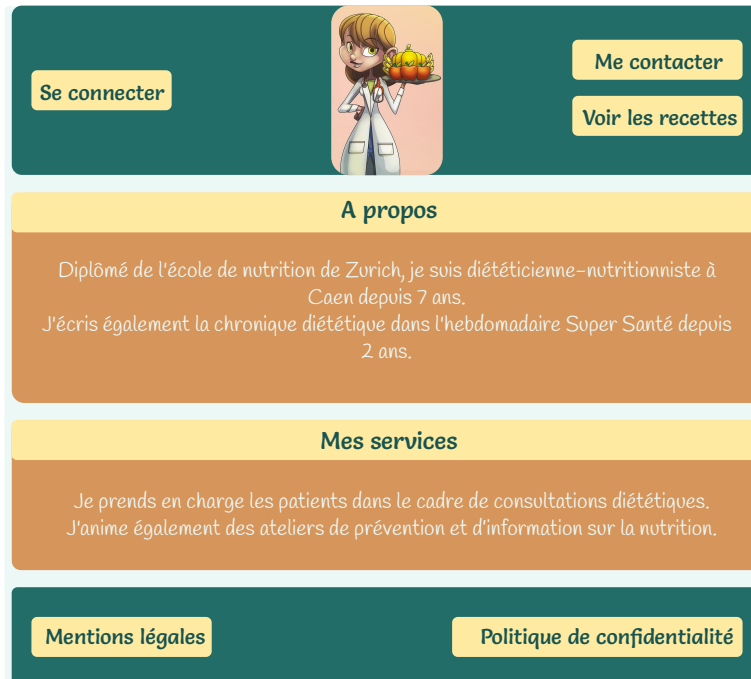 Se connecter
Me contacter
Voir les recettes
A propos
Diplômé de l'école de nutrition de Zurich, je suis diététicienne-nutritionniste à
Caen depuis 7 ans.
J'écris également la chronique diététique dans l'hebdomadaire Super Santé depuis
2 ans.
Mes services
Je prends en charge les patients dans le cadre de consultations diététiques.
J'anime également des ateliers de prévention et d'information sur la nutrition.
Mentions légales
Politique de confidentialité